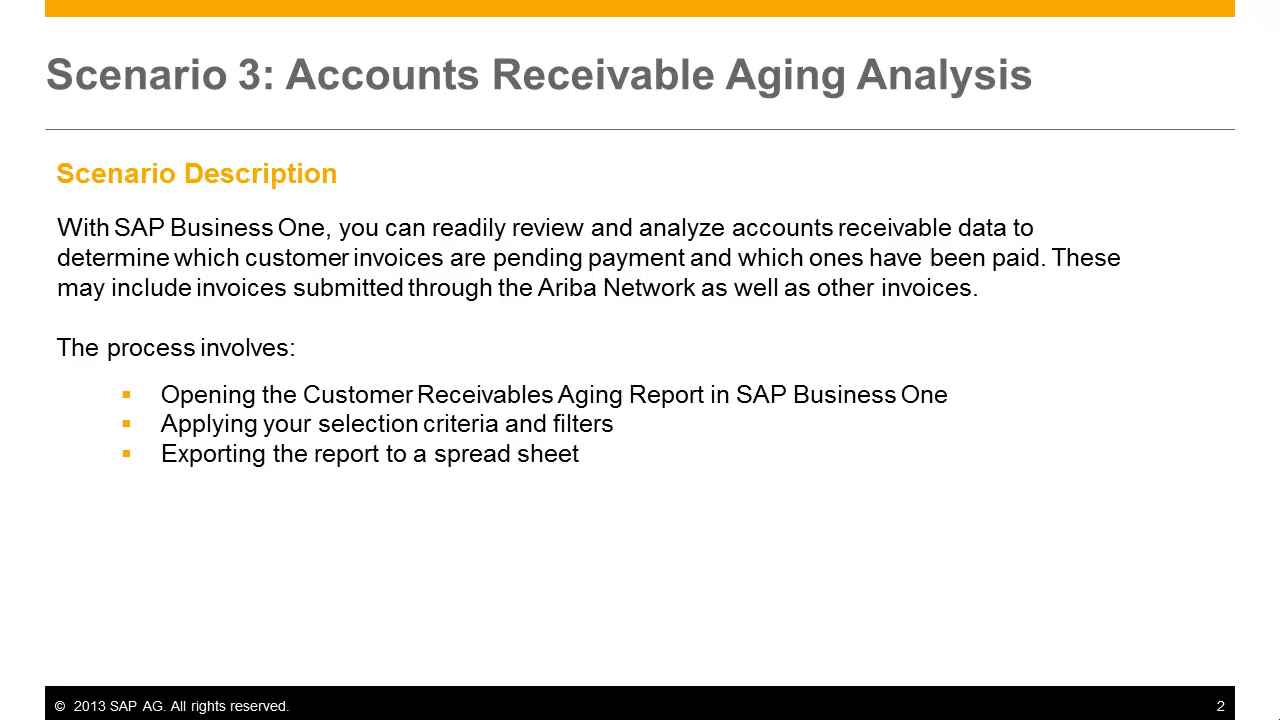 Scenario 3: Accounts Receivable Aging Analysis
Scenario Description
With SAP Business One, you can readily review and analyze accounts receivable data to
determine which customer invoices are pending payment and which ones have been paid. These
may include invoices submitted through the Ariba Network as well as other invoices.
The process involves:
▪ Opening the Customer Receivables Aging Report in SAP Business One
▪ Applying your selection criteria and filters
▪ Exporting the report to a spread sheet
© 2013 SAP AG. All rights reserved. 2